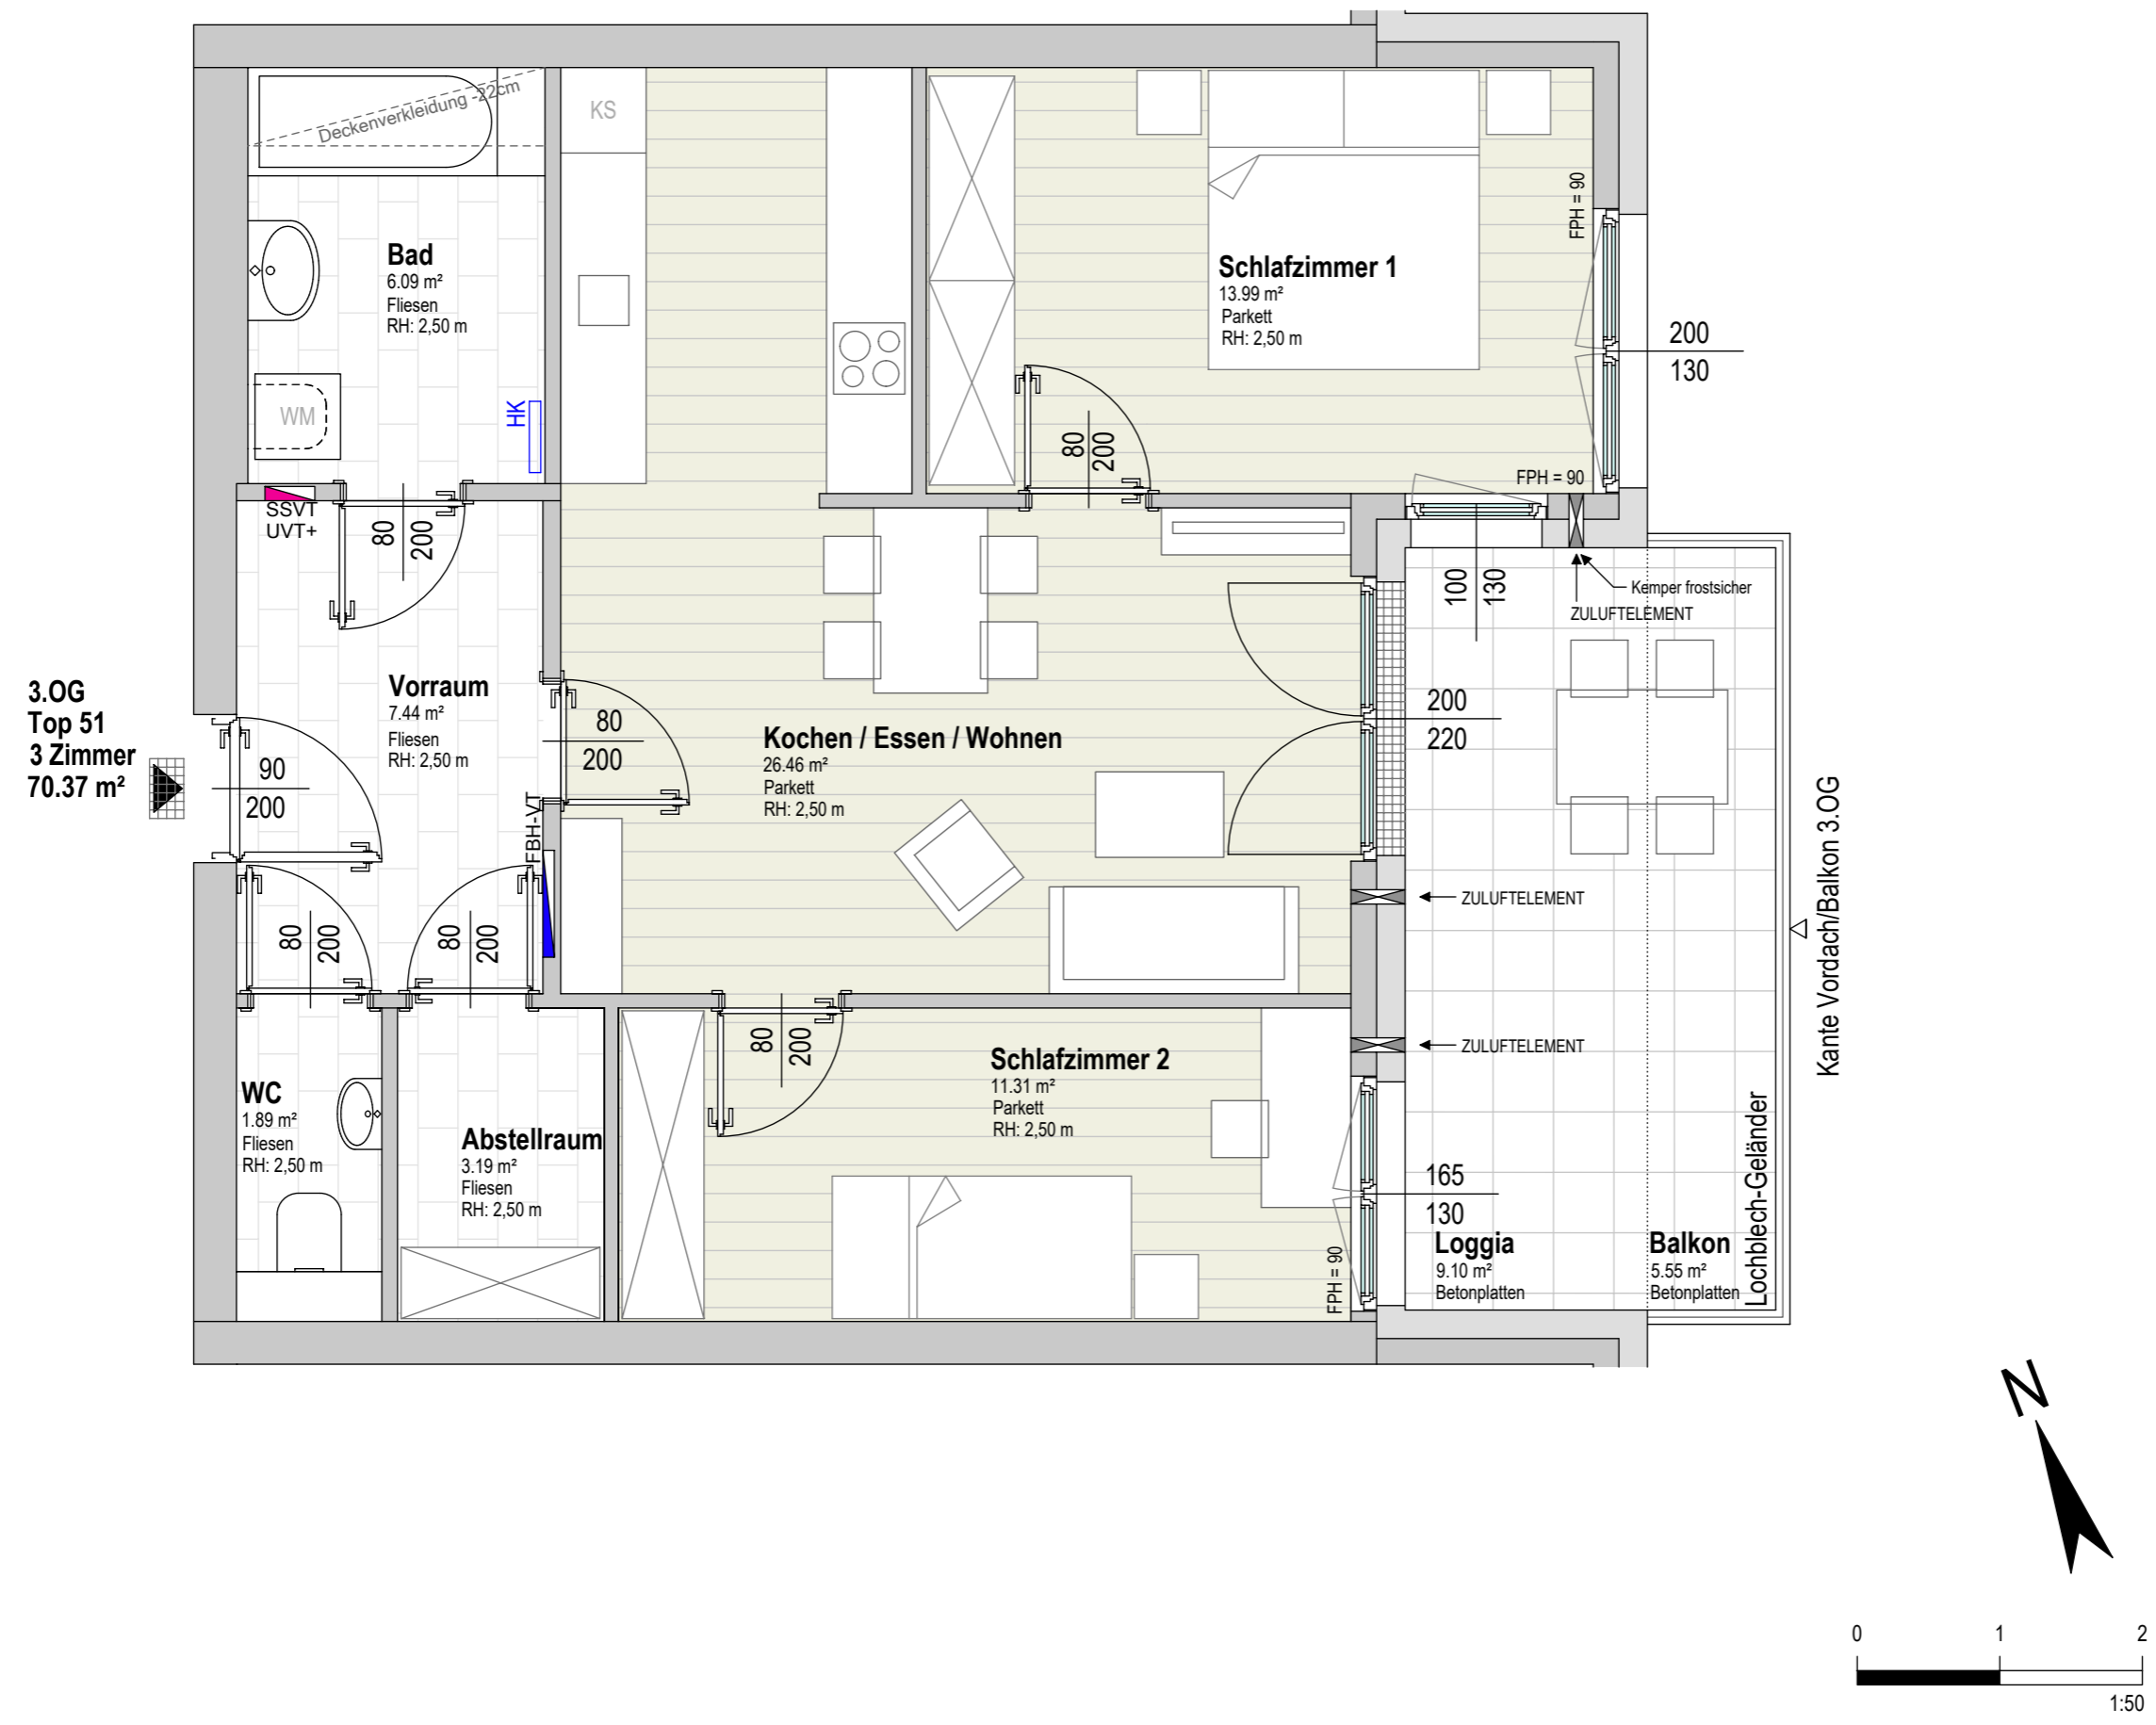 Deckenverkleidung -22cm
KS
Bad
6.09 m²
Fliesen
RH: 2,50 m
WM
HK
SSVT
UVT+
80
200
Schlafzimmer 1
13.99 m²
Parkett
RH: 2,50 m
FPH = 90
200
130
80
200
FPH = 90
100
130
Kemper frostsicher
ZULUFTELEMENT
3.OG
Top 51
3 Zimmer
70.37 m²
90
200
Vorraum
7.44 m²
Fliesen
RH: 2,50 m
80
200
FBH-VT
Kochen / Essen / Wohnen
26.46 m²
Parkett
RH: 2,50 m
200
220
ZULUFTELEMENT
Kante Vordach/Balkon 3.OG
80
200
80
200
80
200
ZULUFTELEMENT
WC
1.89 m²
Fliesen
RH: 2,50 m
Abstellraum
3.19 m²
Fliesen
RH: 2,50 m
Schlafzimmer 2
11.31 m²
Parkett
RH: 2,50 m
165
130
FPH = 90
Loggia
9.10 m²
Betonplatten
Balkon
5.55 m²
Betonplatten
Lochblech-Geländer
N
0 1 2
1:50